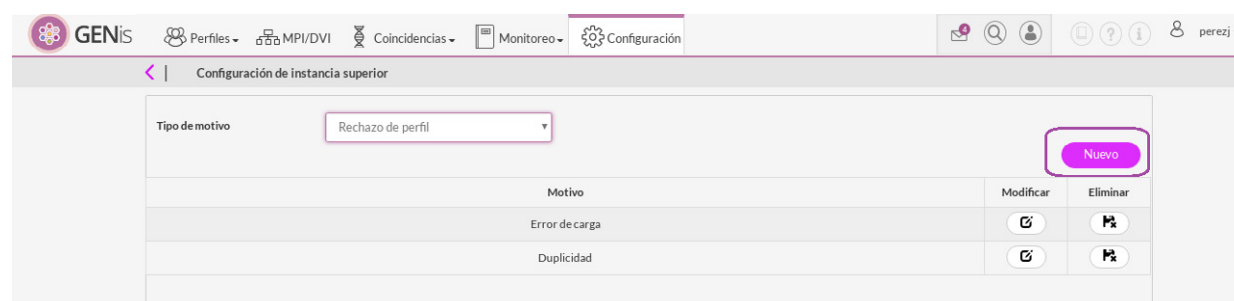 GENis Perfiles MPI/DVI Coincidencias Monitoreo Configuración 4 ? i perezj
Configuración de instancia superior
Tipo de motivo Rechazo de perfil
Nuevo
Motivo Modificar Eliminar
Error de carga
Duplicidad